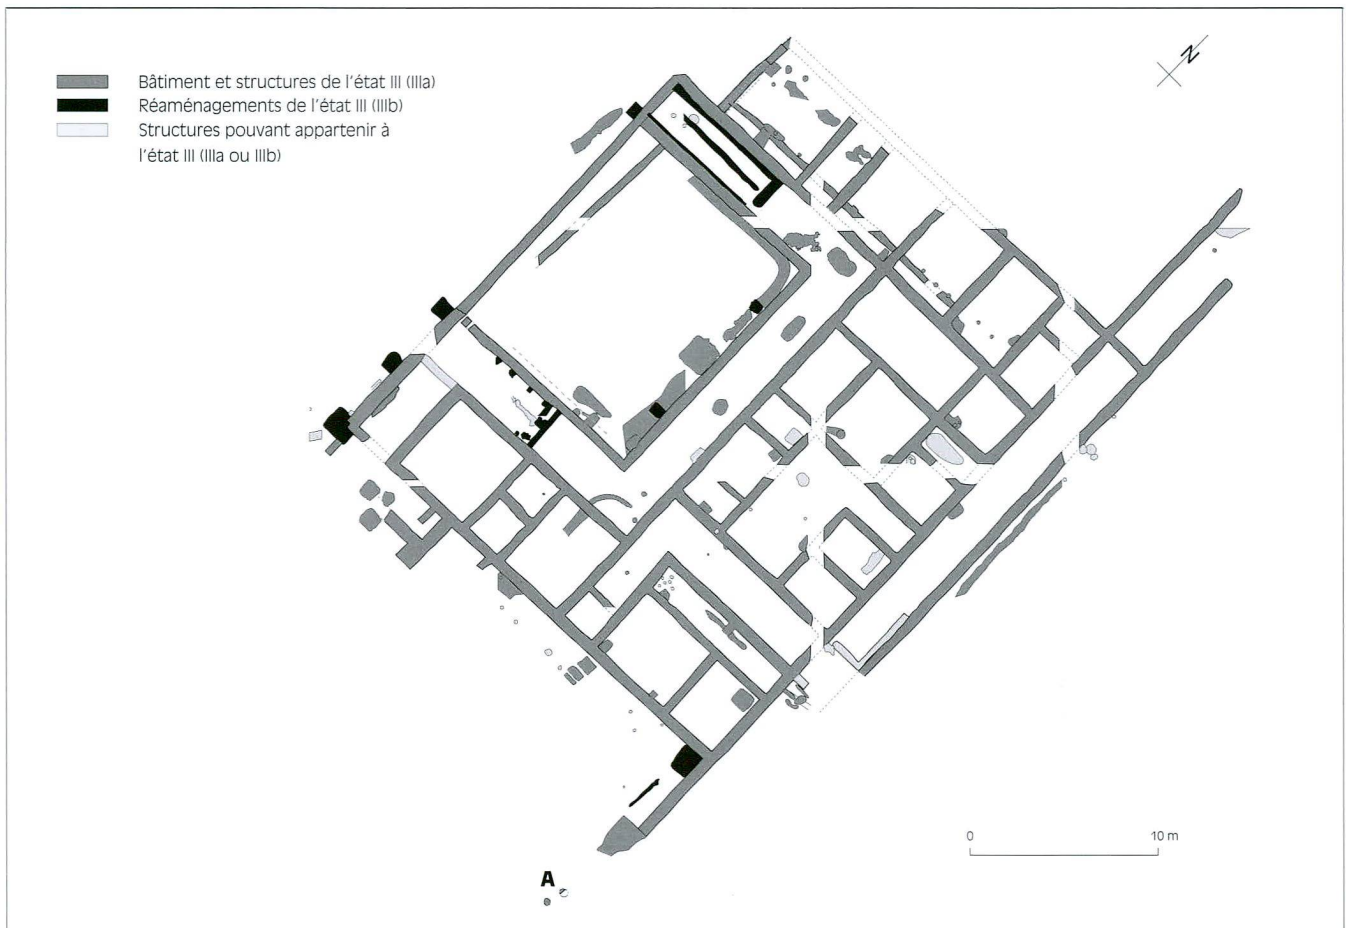 Bâtiment et structures de l'état III (IIIa)
Réaménagements de l'état III (IIIb)
Structures pouvant appartenir à
l'état III (IIIa ou IIIb)
N
0 10 m
A